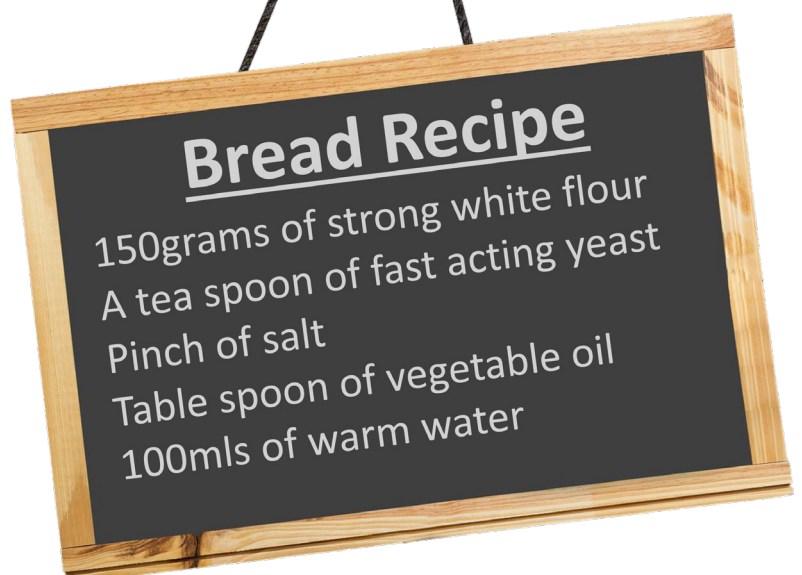 Bread Recipe
150grams of strong white flour
A tea spoon of fast acting yeast
Pinch of salt
Table spoon of vegetable oil
100mls of warm water